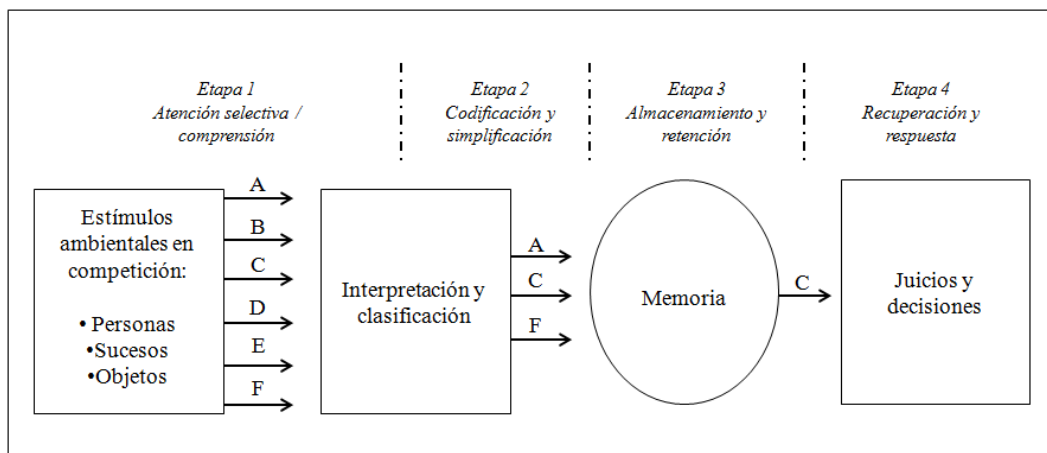 Etapa 1
Atención selectiva /
comprensión
Etapa 2
Codificación y
simplificación
Etapa 3
Almacenamiento y
retención
Etapa 4
Recuperación y
respuesta
Estímulos
ambientales en
competición:
• Personas
•Sucesos
•Objetos
A
B
C
D
E
F
Interpretación y
clasificación
A
C
F
Memoria
C
Juicios y
decisiones